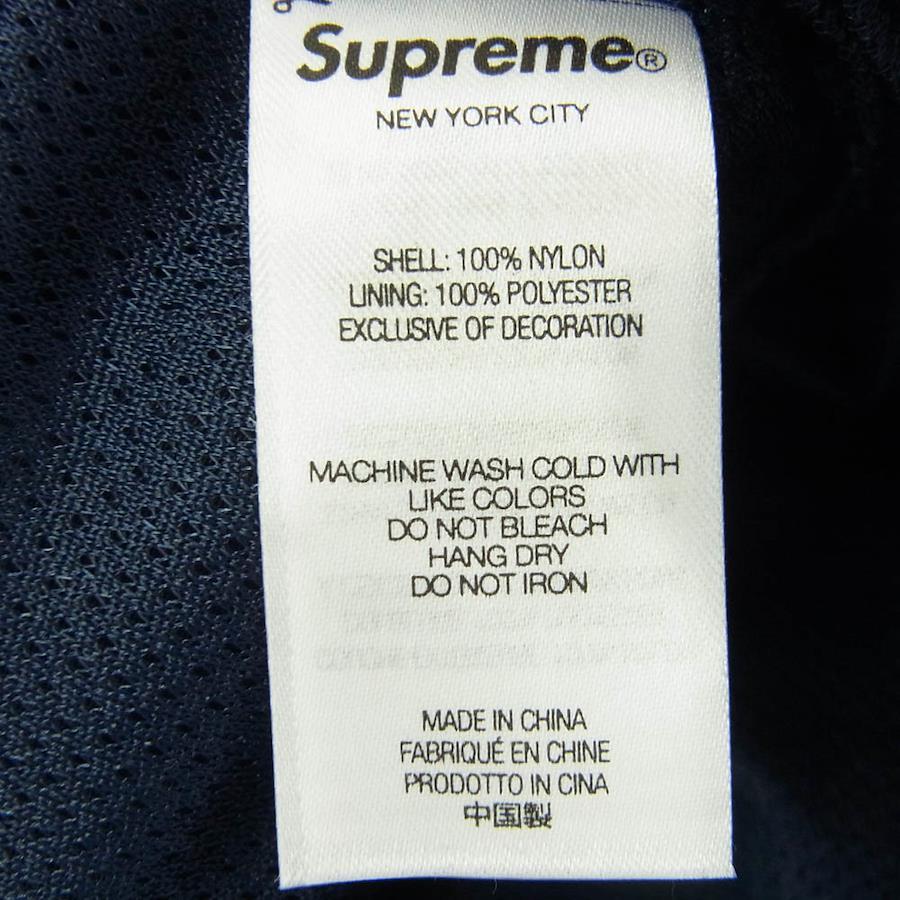 Supreme®
NEW YORK CITY
SHELL: 100% NYLON
LINING: 100% POLYESTER
EXCLUSIVE OF DECORATION
MACHINE WASH COLD WITH
LIKE COLORS
DO NOT BLEACH
HANG DRY
DO NOT IRON
MADE IN CHINA
FABRIQUÉ EN CHINE
PRODOTTO IN CINA
中国製